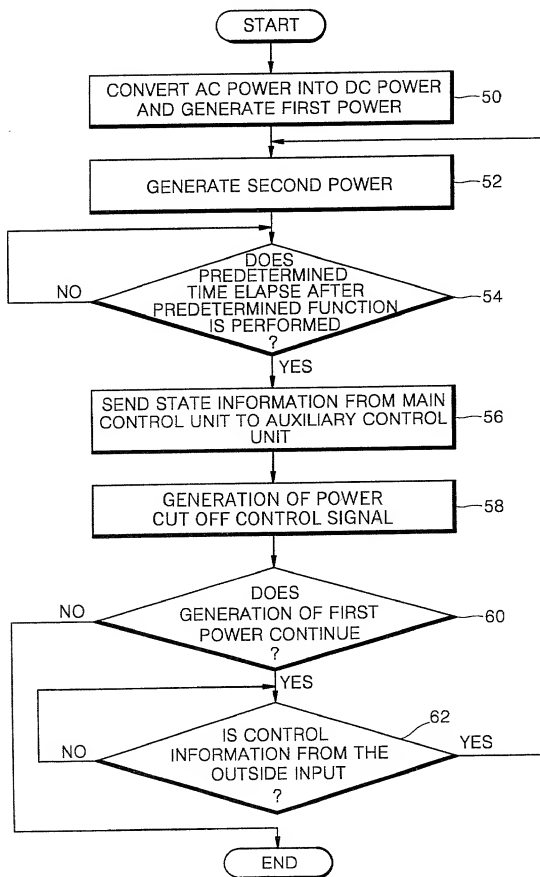 START
CONVERT AC POWER INTO DC POWER
AND GENERATE FIRST POWER
50
GENERATE SECOND POWER
52
DOES
PREDETERMINED
TIME ELAPSE AFTER
PREDETERMINED FUNCTION
IS PERFORMED
?
NO
54
YES
SEND STATE INFORMATION FROM MAIN
CONTROL UNIT TO AUXILIARY CONTROL
UNIT
56
GENERATION OF POWER
CUT OFF CONTROL SIGNAL
58
DOES
GENERATION OF FIRST
POWER CONTINUE
?
NO
60
YES
62
IS CONTROL
INFORMATION FROM THE
OUTSIDE INPUT
?
NO
YES
END